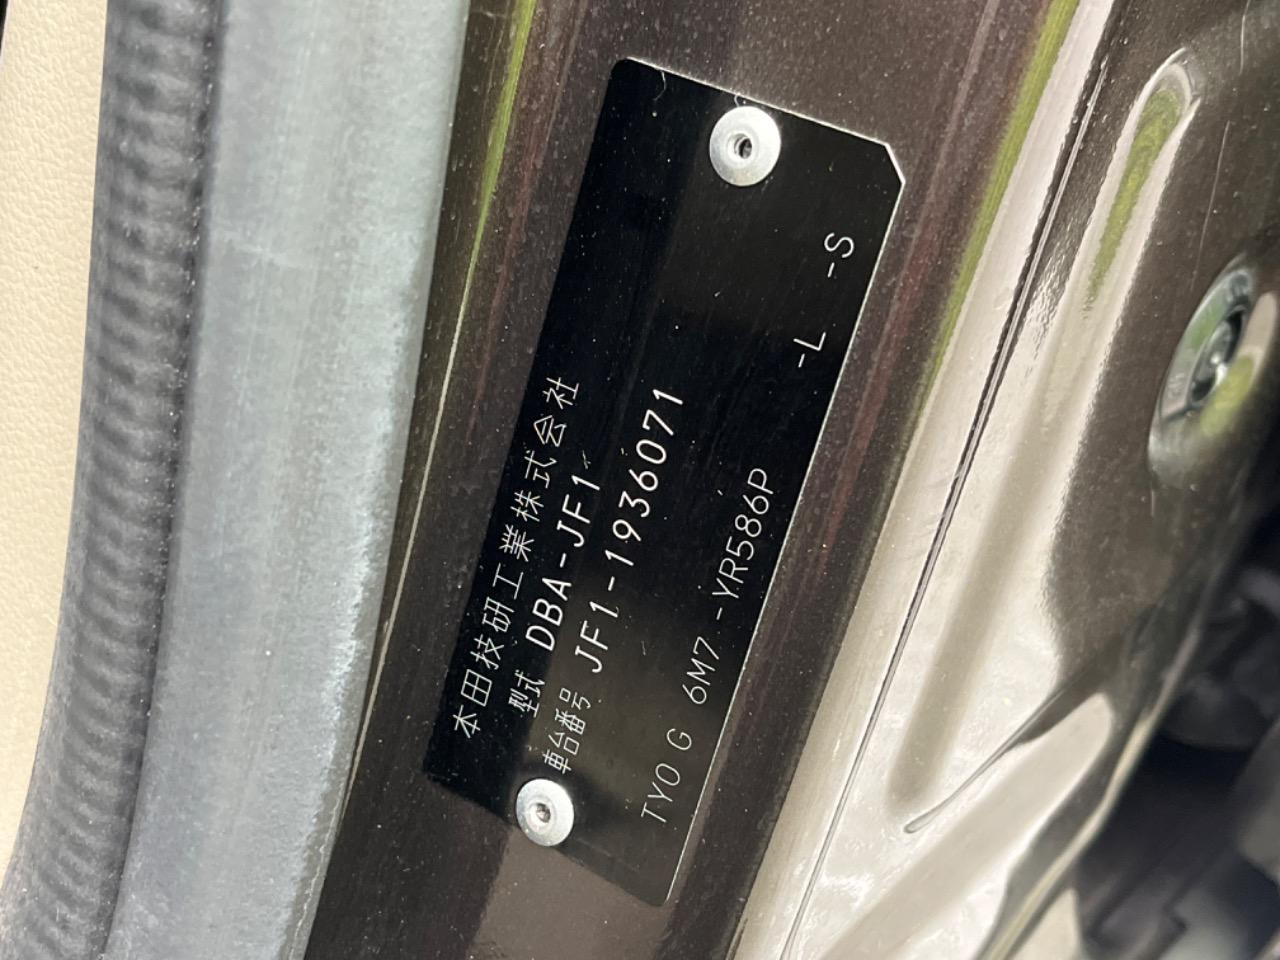 本田技研工業株式会社
型式 DBA-JF1
車台番号 JF1-1936071
TYO G 6M7 -YR586P -L -S